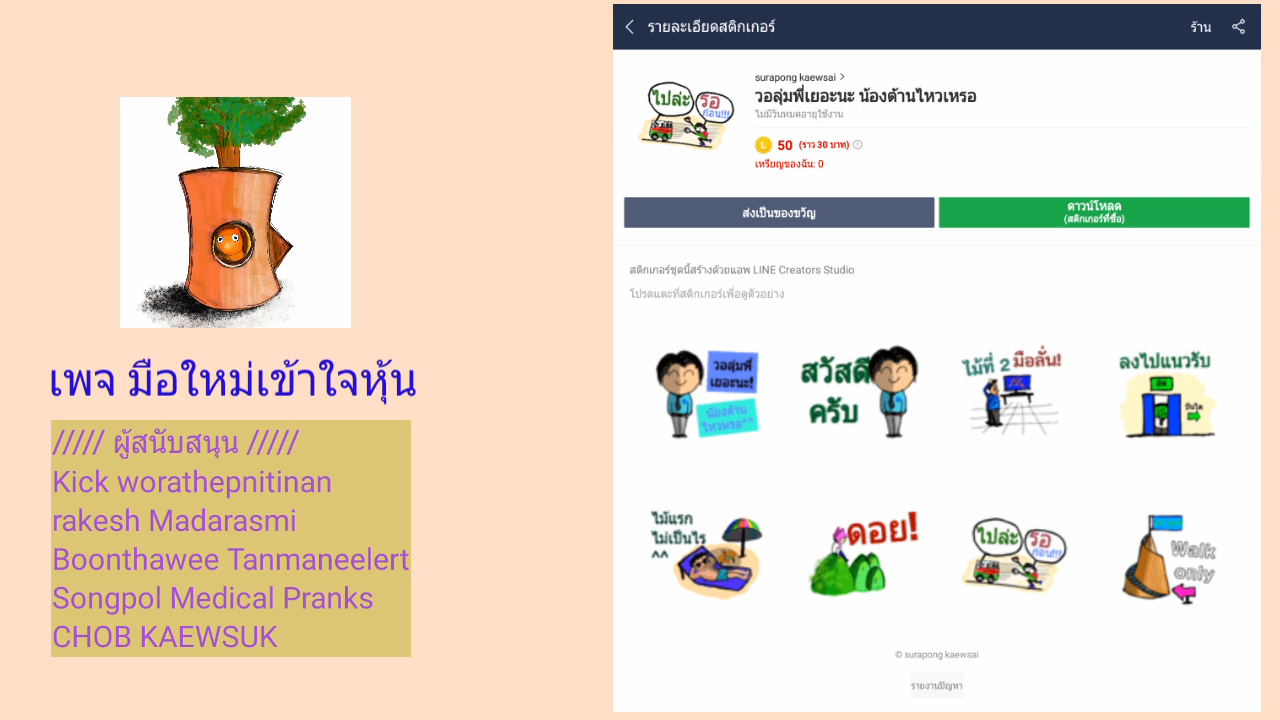 เพจ มือใหม่เข้าใจหุ้น
///// ผู้สนับสนุน /////
Kick worathepnitinan
rakesh Madarasmi
Boonthawee Tanmaneelert
Songpol Medical Pranks
CHOB KAEWSUK
รายละเอียดสติกเกอร์
ร้าน
surapong kaewsai
วอลุ่มพี่เยอะนะ น้องต้านไหวเหรอ
ไม่มีวันหมดอายุใช้งาน
ไปล่ะ
รอ
ก่อน!!!
L 50 (ราว 30 บาท)
เหรียญของฉัน: 0
ส่งเป็นของขวัญ
ดาวน์โหลด
(สติกเกอร์ที่ซื้อ)
สติกเกอร์ชุดนี้สร้างด้วยแอพ LINE Creators Studio
โปรดแตะที่สติกเกอร์เพื่อดูตัวอย่าง
วอลุ่มพี่
เยอะนะ!
น้องต้าน
ไหวหรอ^^
สวัสดี
ครับ
ไม้ที่ 2 มือลั่น!
ลงไปแนวรับ
บันได
ไม้แรก
ไม่เป็นไร
^^
ดอย!
ไปล่ะ
รอ
ก่อน!!!
Walk
only
© surapong kaewsai
รายงานปัญหา